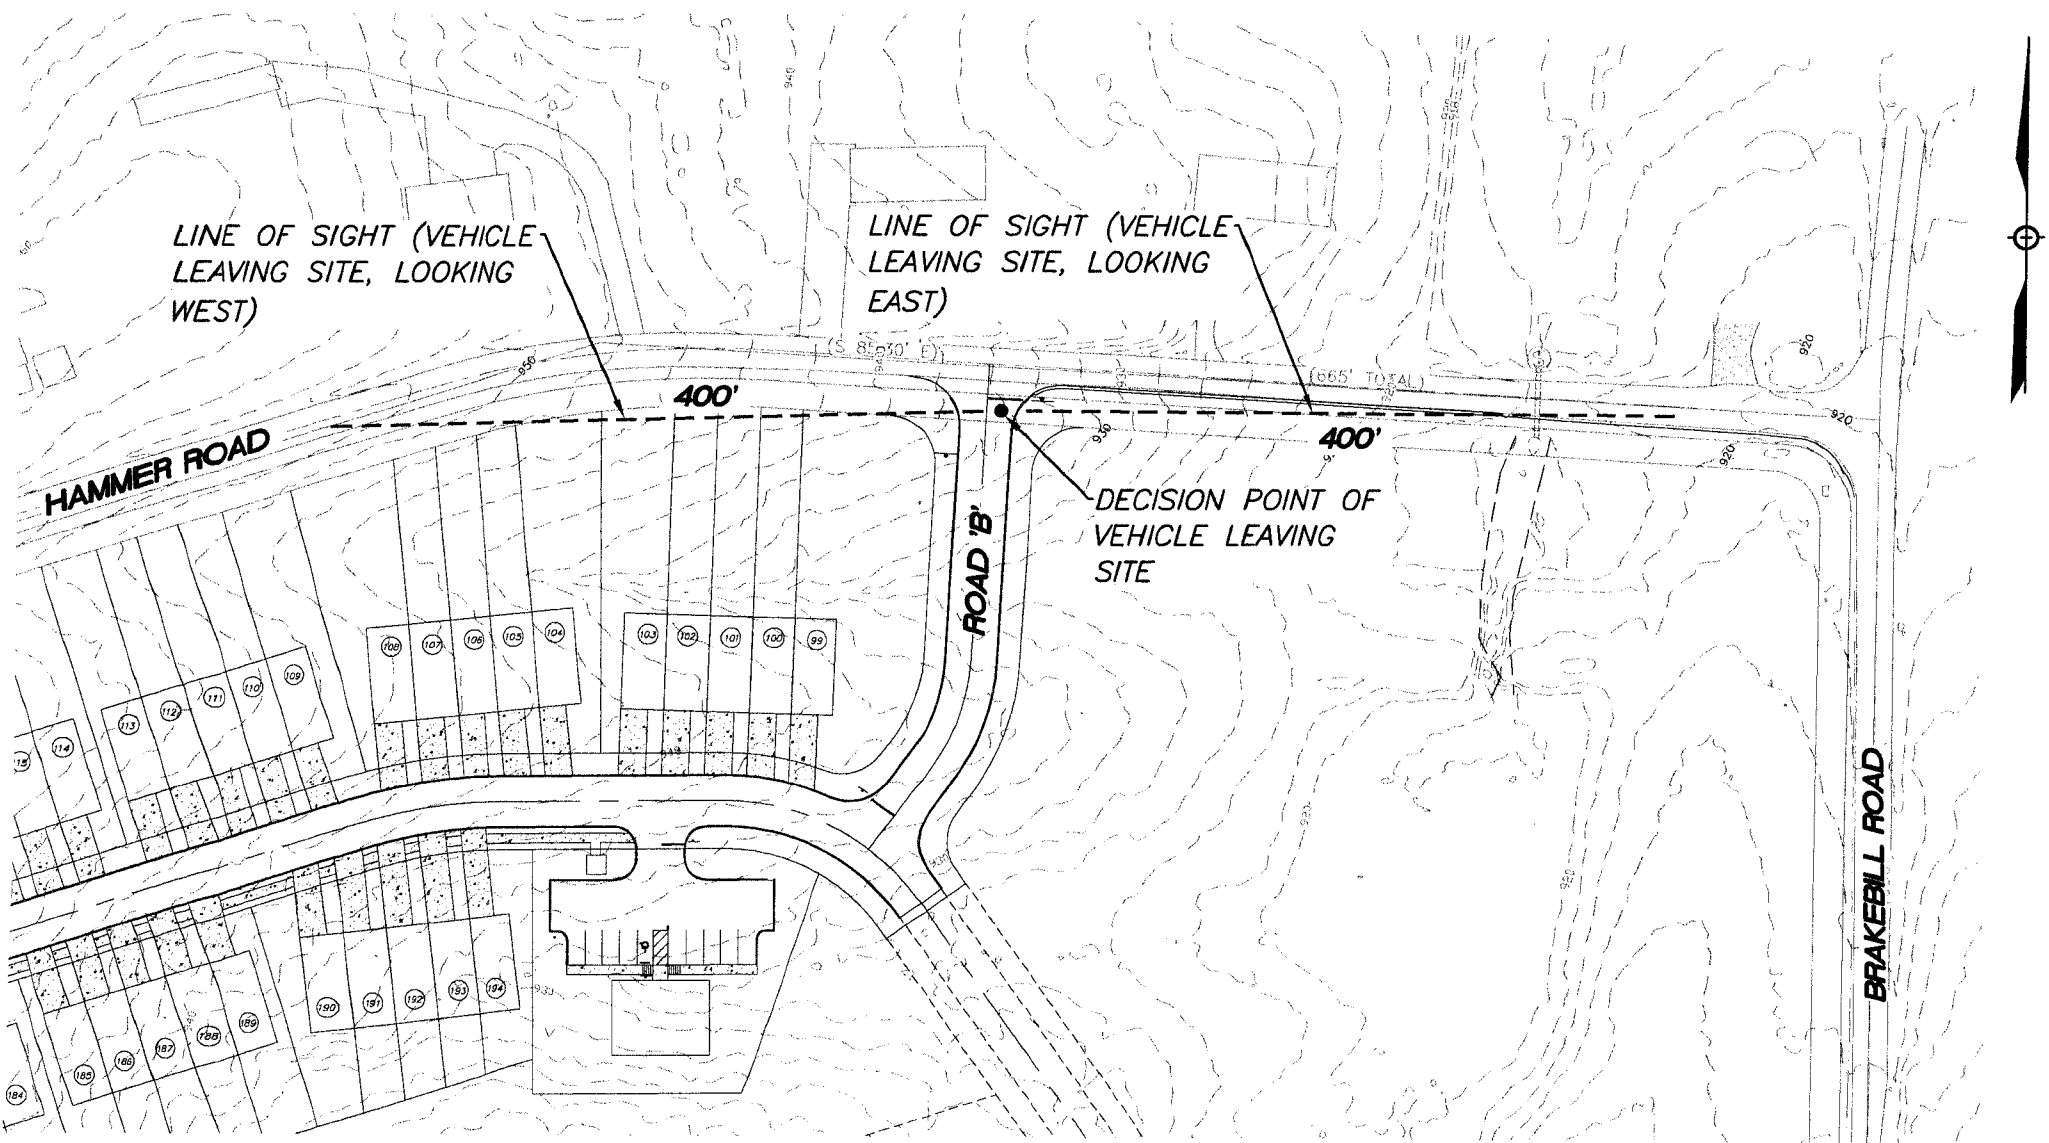 LINE OF SIGHT (VEHICLE
LEAVING SITE, LOOKING
WEST)
LINE OF SIGHT (VEHICLE
LEAVING SITE, LOOKING
EAST)
940
950
(665' TOTAL)
920
920
400'
400'
930
920
HAMMER ROAD
DECISION POINT OF
VEHICLE LEAVING
SITE
ROAD 'B'
BRAKEBILL ROAD
108
107
106
105
104
103
102
101
100
99
114
113
112
111
110
109
920
920
190
191
192
193
194
184
185
186
187
188
189